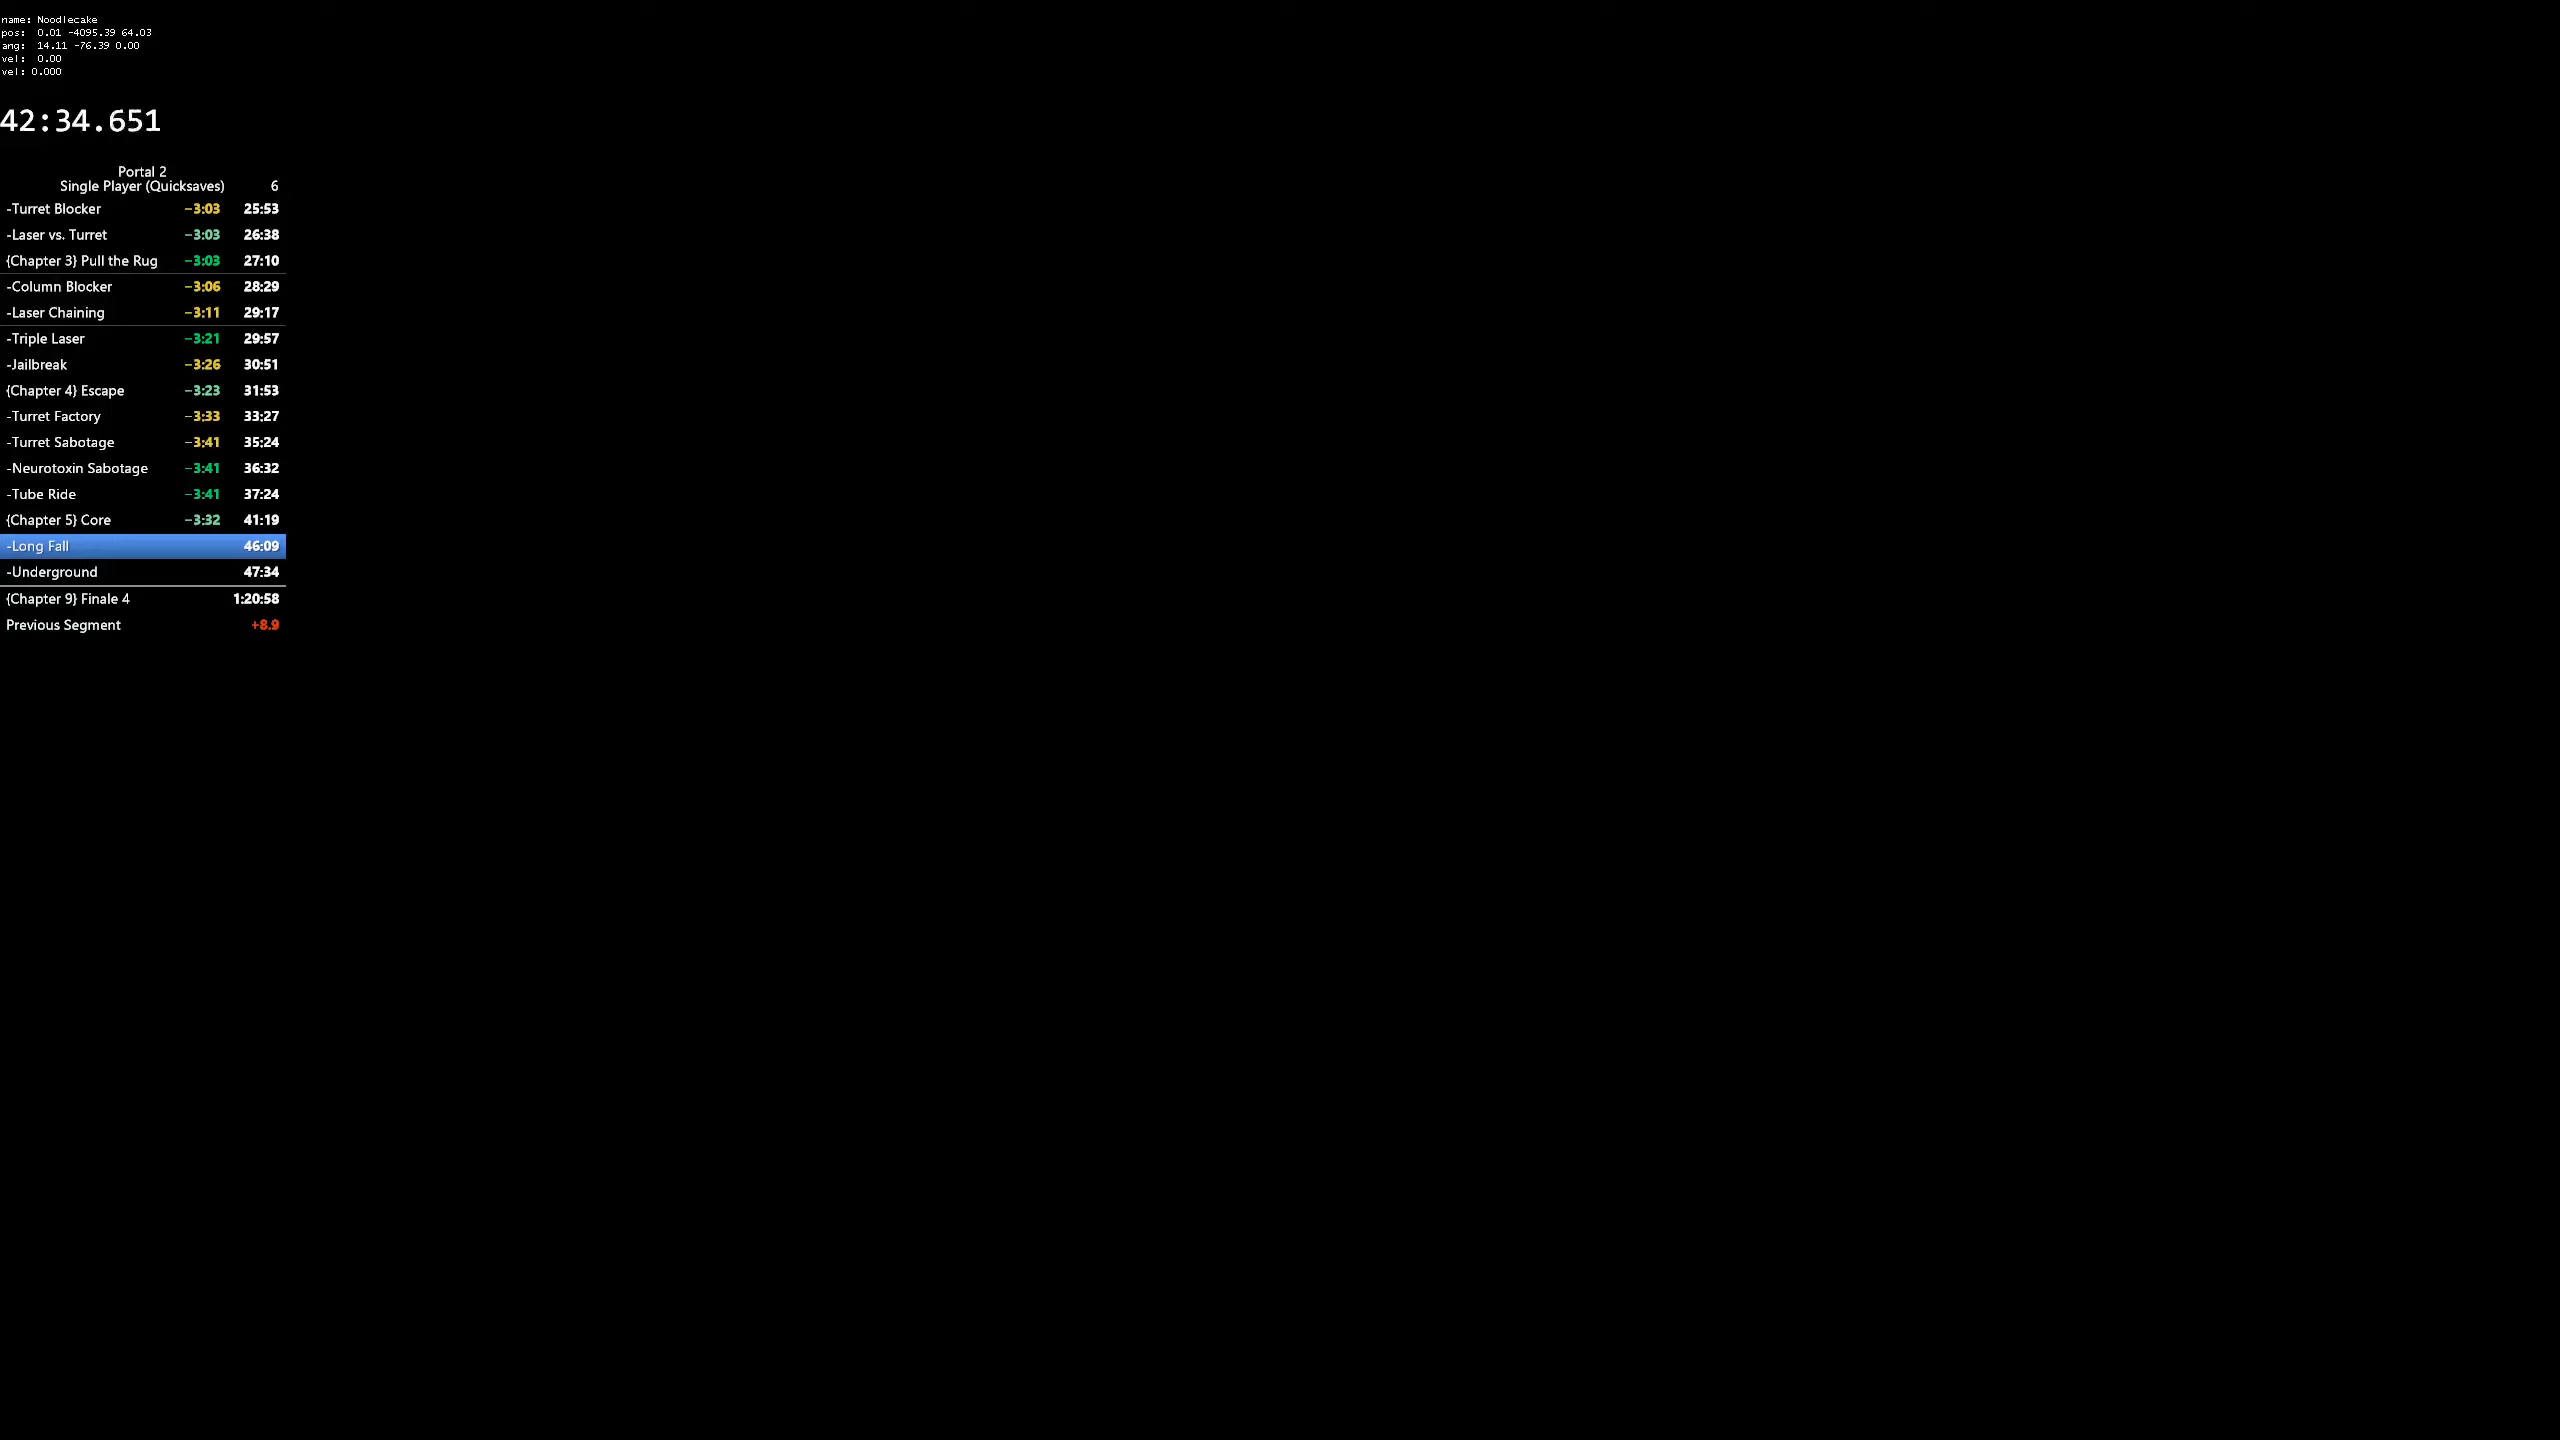 name: Noodlecake
pos: 0.01 -4095.39 64.03
ang: 14.11 -76.39 0.00
vel: 0.00
vel: 0.000
42:34.651
Portal 2
Single Player (Quicksaves) 6
-Turret Blocker −3:03 25:53
-Laser vs. Turret −3:03 26:38
{Chapter 3} Pull the Rug −3:03 27:10
-Column Blocker −3:06 28:29
-Laser Chaining −3:11 29:17
-Triple Laser −3:21 29:57
-Jailbreak −3:26 30:51
{Chapter 4} Escape −3:23 31:53
-Turret Factory −3:33 33:27
-Turret Sabotage −3:41 35:24
-Neurotoxin Sabotage −3:41 36:32
-Tube Ride −3:41 37:24
{Chapter 5} Core −3:32 41:19
-Long Fall 46:09
-Underground 47:34
{Chapter 9} Finale 4 1:20:58
Previous Segment +8.9